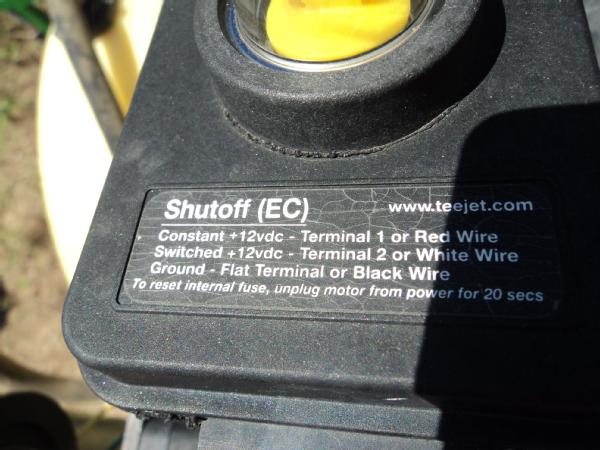 Shutoff (EC) www.teejet.com
Constant +12vdc - Terminal 1 or Red Wire
Switched +12vdc - Terminal 2 or White Wire
Ground - Flat Terminal or Black Wire
To reset internal fuse, unplug motor from power for 20 secs